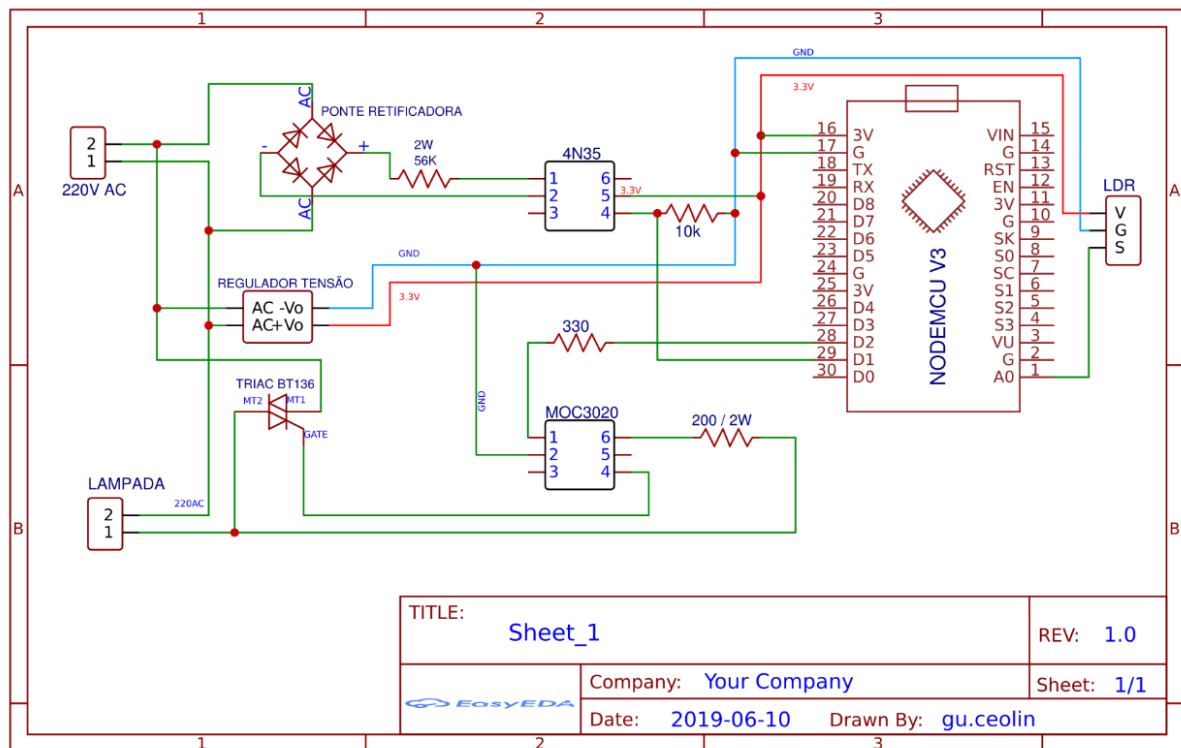 1 2 3
A
B
A
B
1 2 3
220V AC
2
1
AC
AC
PONTE RETIFICADORA
-
+
2W
56K
4N35
1 6
2 5
3 4
3.3V
10k
GND
3.3V
GND
3.3V
REGULADOR TENSÃO
AC -Vo
AC+Vo
TRIAC BT136
MT2
MT1
GATE
GND
330
MOC3020
1 6
2 5
3 4
200 / 2W
LAMPADA
2
1
220AC
NODEMCU V3
16 3V VIN 15
17 G G 14
18 TX RST 13
19 RX EN 12
20 D8 3V 11
21 D7 G 10
22 D6 SK 9
23 D5 S0 8
24 G SC 7
25 3V S1 6
26 D4 S2 5
27 D3 S3 4
28 D2 VU 3
29 D1 G 2
30 D0 A0 1
LDR
V
G
S
TITLE:
Sheet_1
REV: 1.0
EasyEDA
Company: Your Company
Sheet: 1/1
Date: 2019-06-10 Drawn By: gu.ceolin